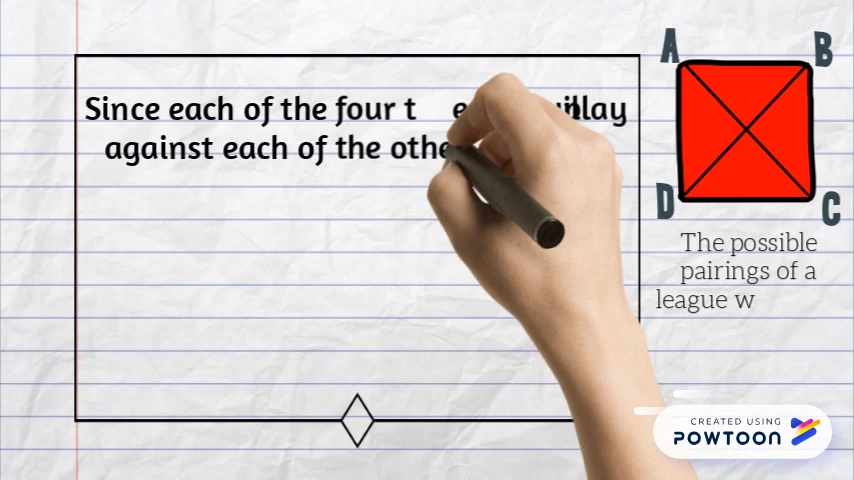 Since each of the four t
against each of the othe
A
B
D
C
The possible
pairings of a
league w
CREATED USING
POWTOON